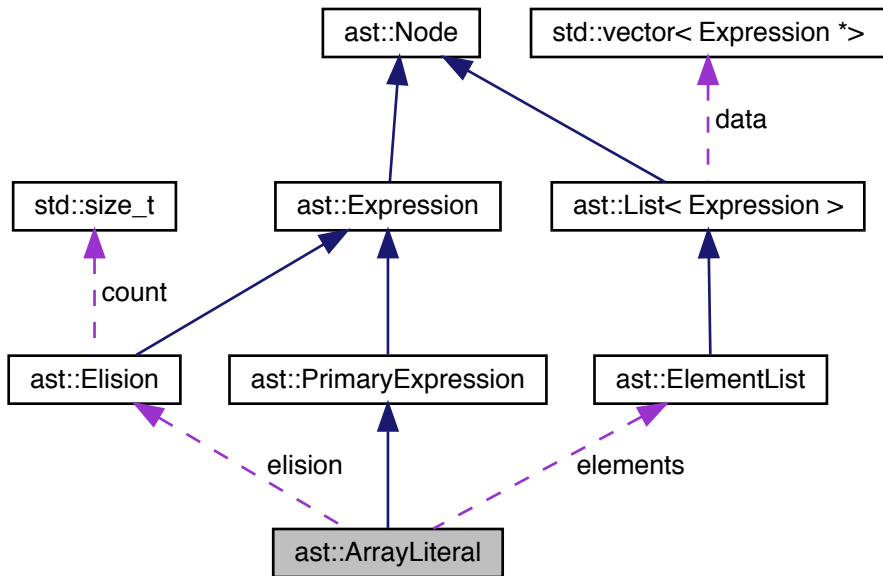 ast::Node
std::vector< Expression *>
data
std::size_t
ast::Expression
ast::List< Expression >
count
ast::Elision
ast::PrimaryExpression
ast::ElementList
elision
elements
ast::ArrayLiteral